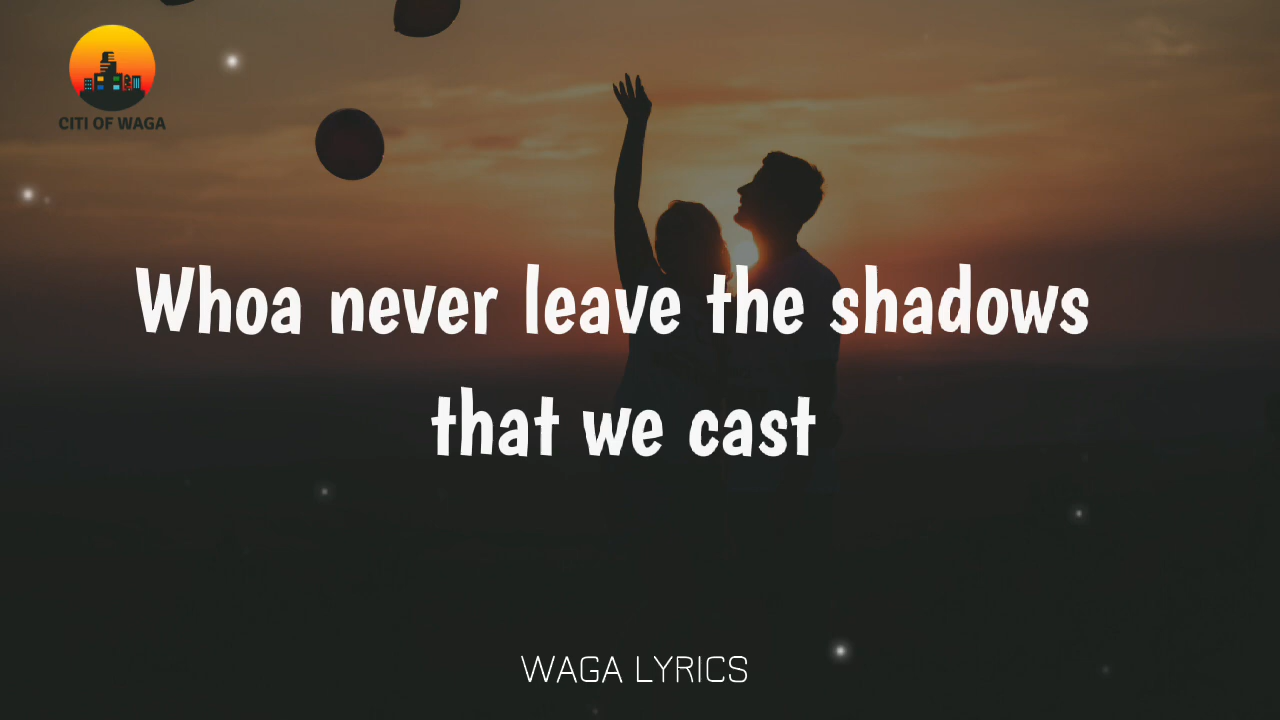 CITI OF WAGA
Whoa never leave the shadows
that we cast
WAGA LYRICS